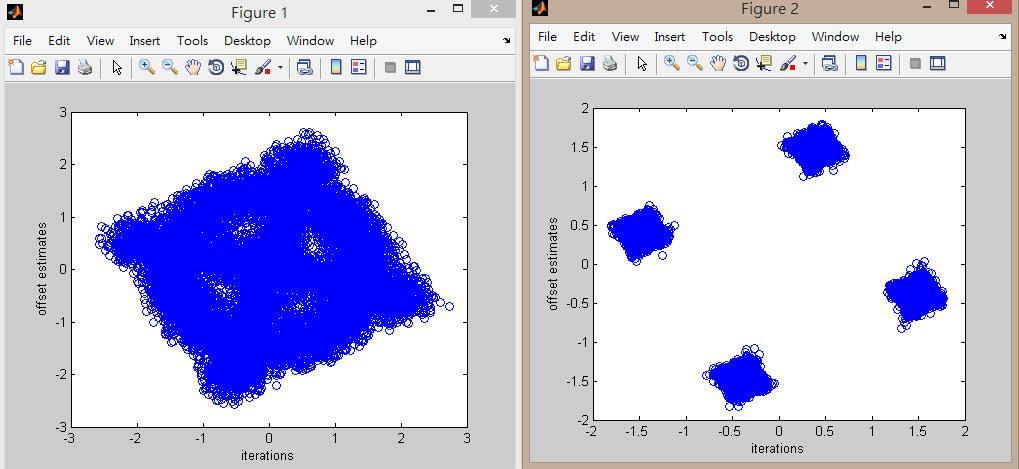 Figure 1
File Edit View Insert Tools Desktop Window Help
3
2
1
0
-1
-2
-3
offset estimates
-3 -2 -1 0 1 2 3
iterations
Figure 2
File Edit View Insert Tools Desktop Window Help
2
1.5
1
0.5
0
-0.5
-1
-1.5
-2
offset estimates
-2 -1.5 -1 -0.5 0 0.5 1 1.5 2
iterations